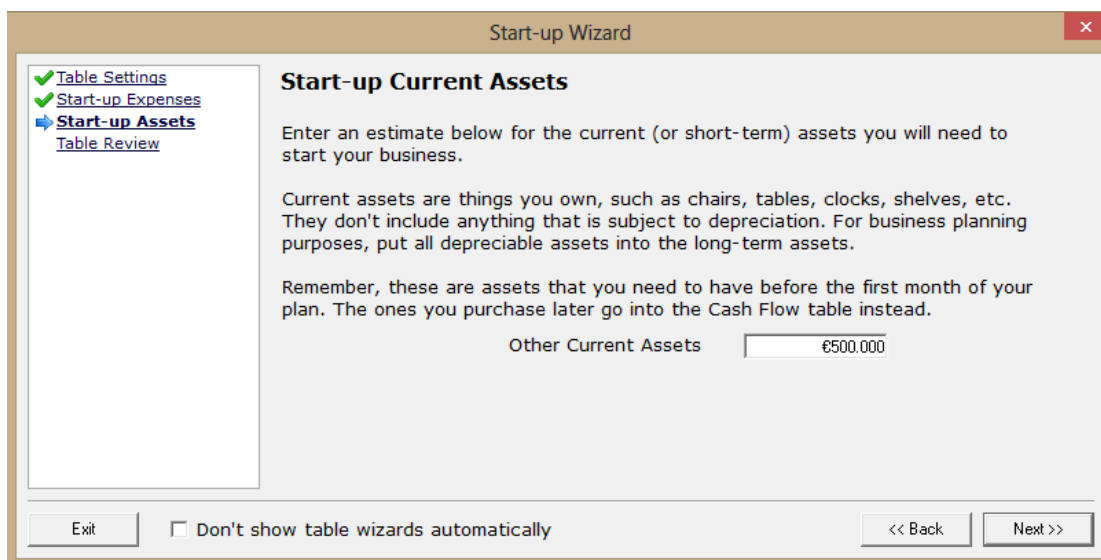 Start-up Wizard
Table Settings
Start-up Expenses
Start-up Assets
Table Review
Start-up Current Assets
Enter an estimate below for the current (or short-term) assets you will need to
start your business.
Current assets are things you own, such as chairs, tables, clocks, shelves, etc.
They don't include anything that is subject to depreciation. For business planning
purposes, put all depreciable assets into the long-term assets.
Remember, these are assets that you need to have before the first month of your
plan. The ones you purchase later go into the Cash Flow table instead.
Other Current Assets €500.000
Exit Don't show table wizards automatically << Back Next >>